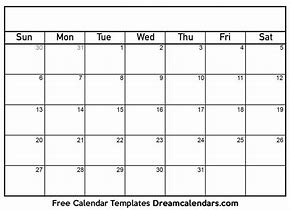 Sun Mon Tue Wed Thu Fri Sat
30 31 1 2 3 4 5
6 7 8 9 10 11 12
13 14 15 16 17 18 19
20 21 22 23 24 25 26
27 28 29 30 31
Free Calendar Templates Dreamcalendars.com